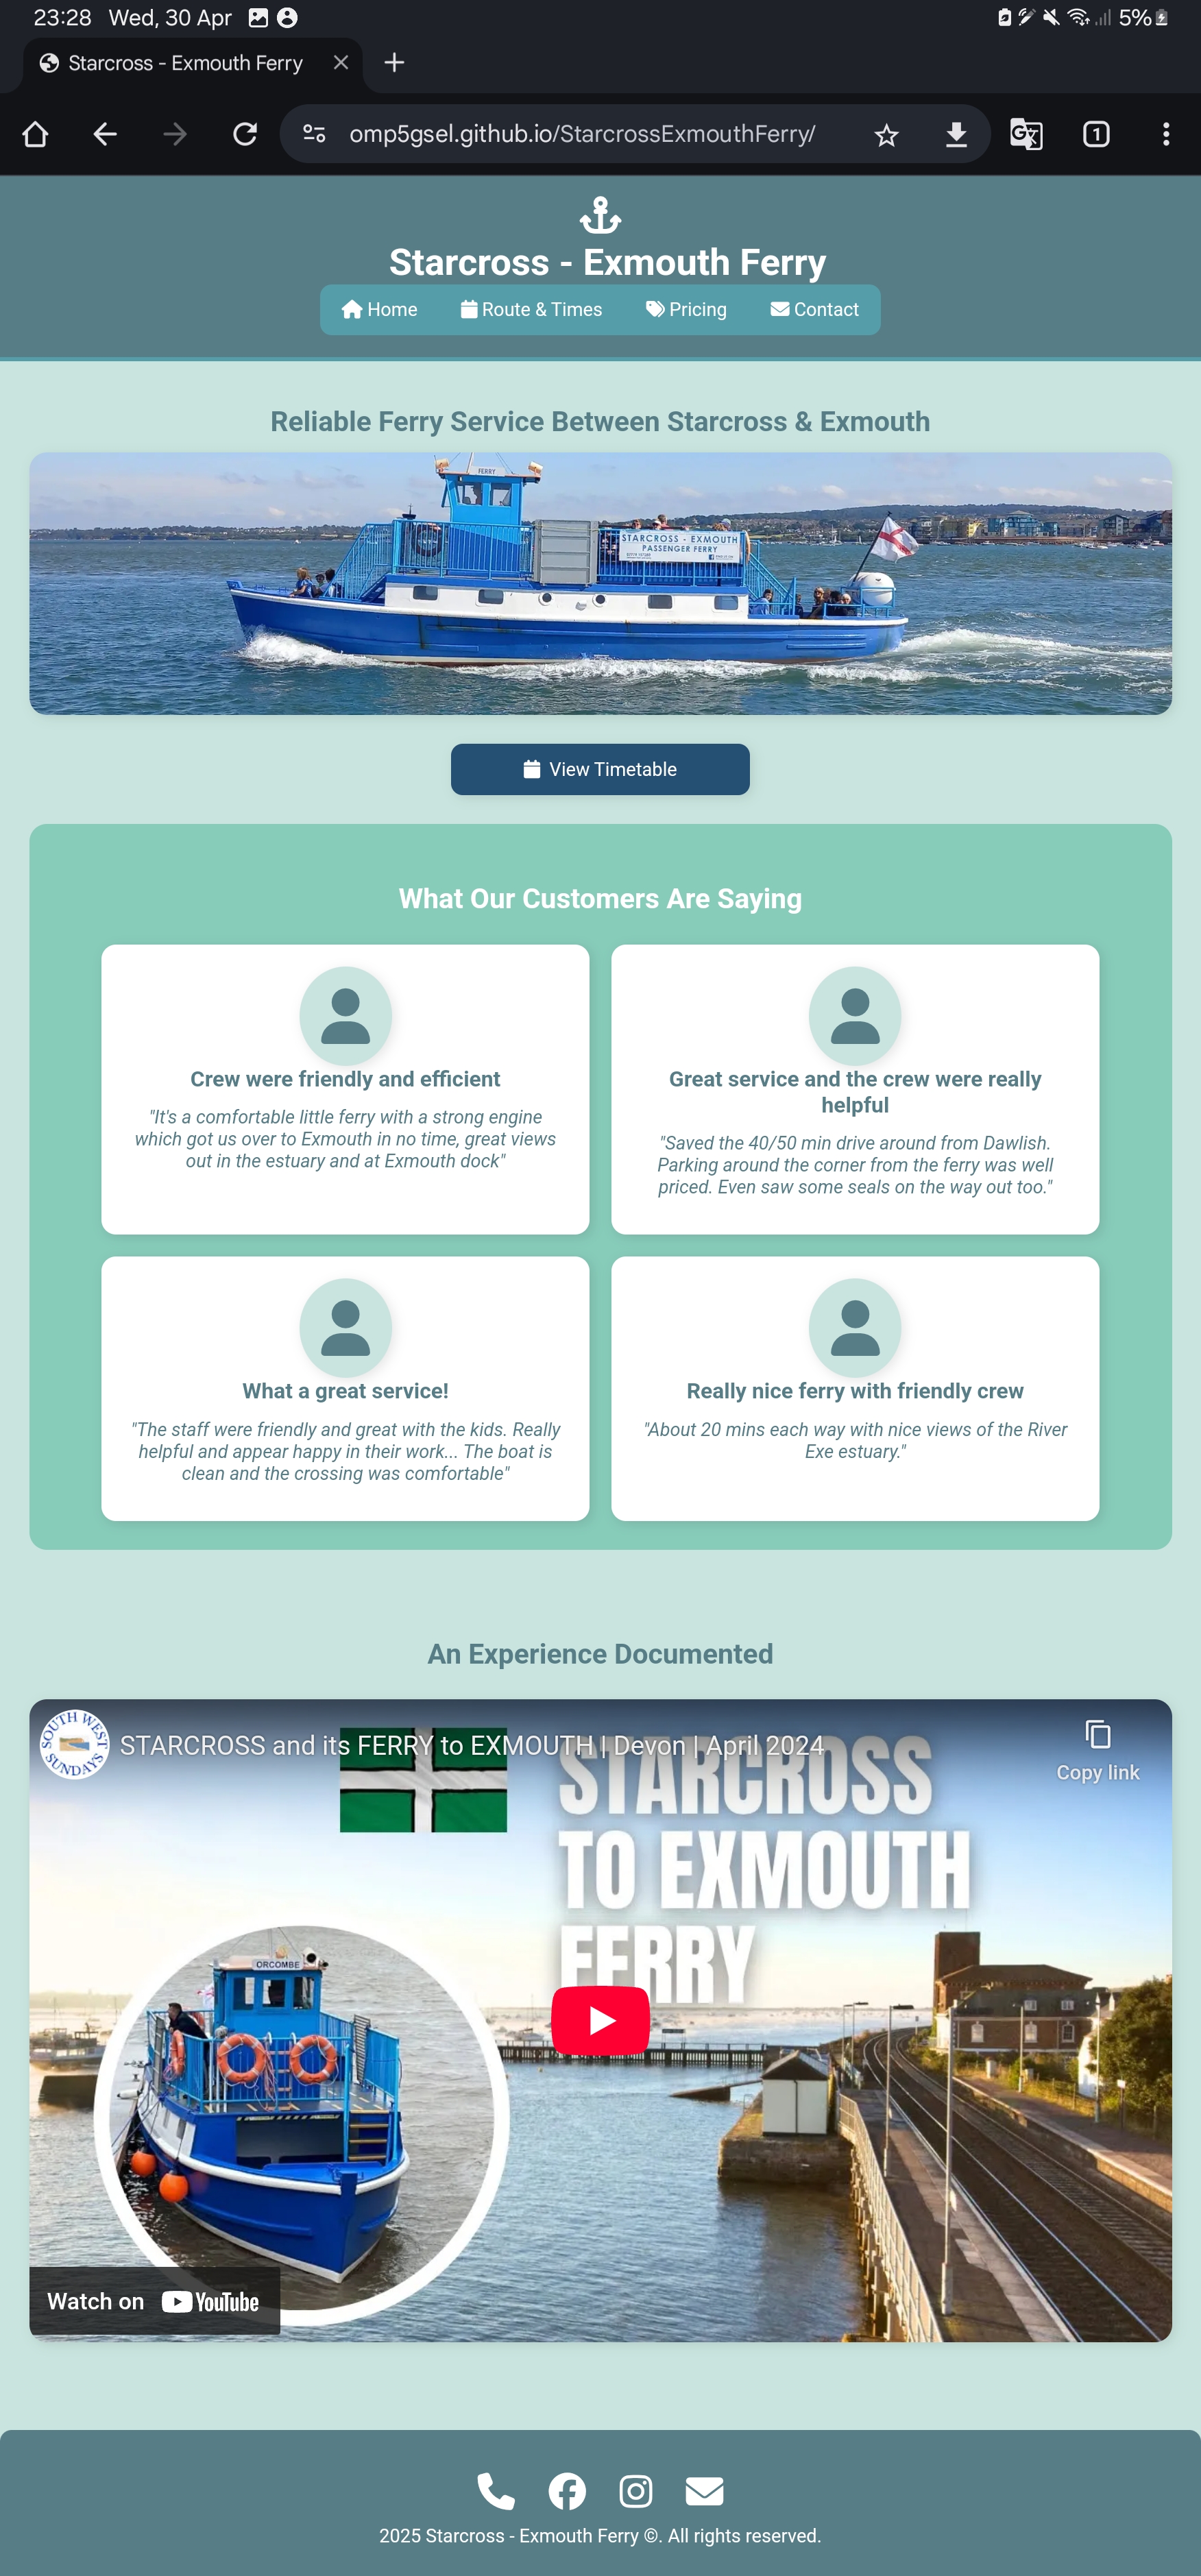 23:28 Wed, 30 Apr
5%
Starcross - Exmouth Ferry
omp5gsel.github.io/StarcrossExmouthFerry/
1
Starcross - Exmouth Ferry
Home Route & Times Pricing Contact
Reliable Ferry Service Between Starcross & Exmouth
FERRY
STARCROSS - EXMOUTH
PASSENGER FERRY
View Timetable
What Our Customers Are Saying
Crew were friendly and efficient
"It's a comfortable little ferry with a strong engine
which got us over to Exmouth in no time, great views
out in the estuary and at Exmouth dock"
Great service and the crew were really
helpful
"Saved the 40/50 min drive around from Dawlish.
Parking around the corner from the ferry was well
priced. Even saw some seals on the way out too."
What a great service!
"The staff were friendly and great with the kids. Really
helpful and appear happy in their work... The boat is
clean and the crossing was comfortable"
Really nice ferry with friendly crew
"About 20 mins each way with nice views of the River
Exe estuary."
An Experience Documented
SOUTH WEST
SUNDAYS
STARCROSS and its FERRY to EXMOUTH | Devon | April 2024
Copy link
STARCROSS
TO EXMOUTH
FERRY
ORCOMBE
Watch on YouTube
2025 Starcross - Exmouth Ferry ©. All rights reserved.